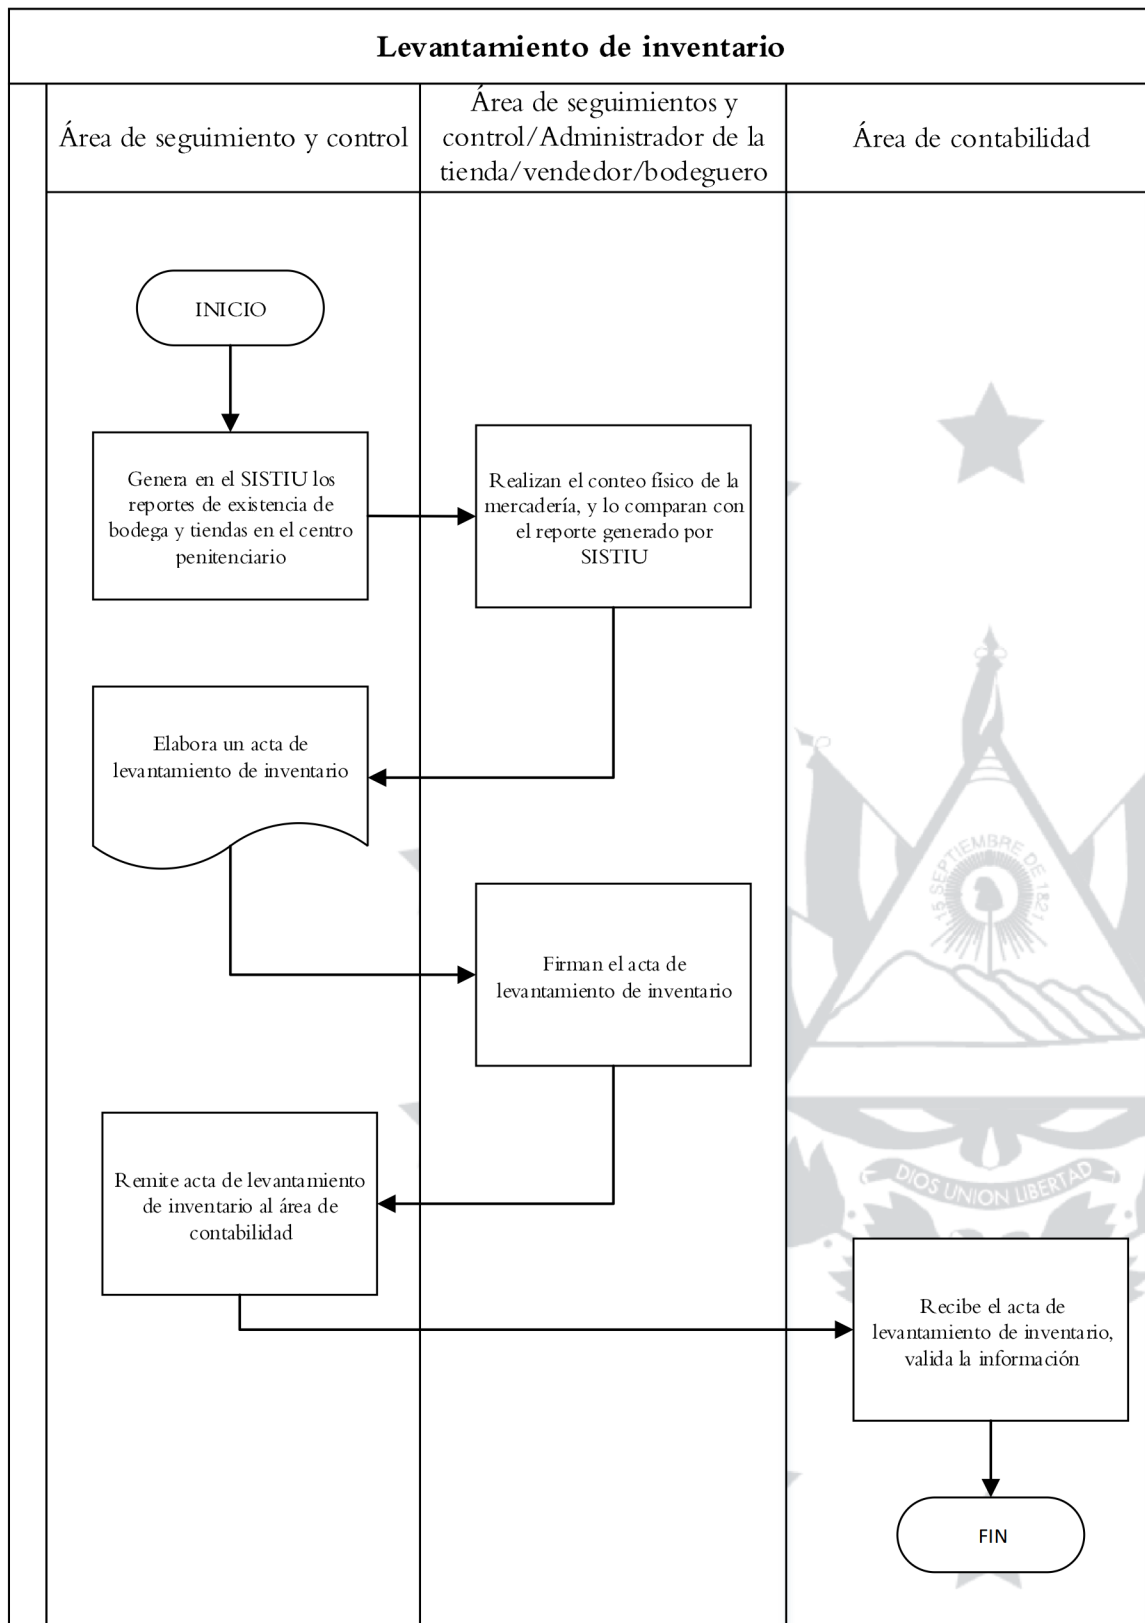 Levantamiento de inventario
Área de seguimiento y control
Área de seguimientos y
control/Administrador de la
tienda/vendedor/bodeguero
Área de contabilidad
INICIO
Genera en el SISTIU los
reportes de existencia de
bodega y tiendas en el centro
penitenciario
Realizan el conteo físico de la
mercadería, y lo comparan con
el reporte generado por
SISTIU
Elabora un acta de
levantamiento de inventario
Firman el acta de
levantamiento de inventario
Remite acta de levantamiento
de inventario al área de
contabilidad
Recibe el acta de
levantamiento de inventario,
valida la información
FIN
15 SEPTIEMBRE DE 1821
DIOS UNION LIBERTAD